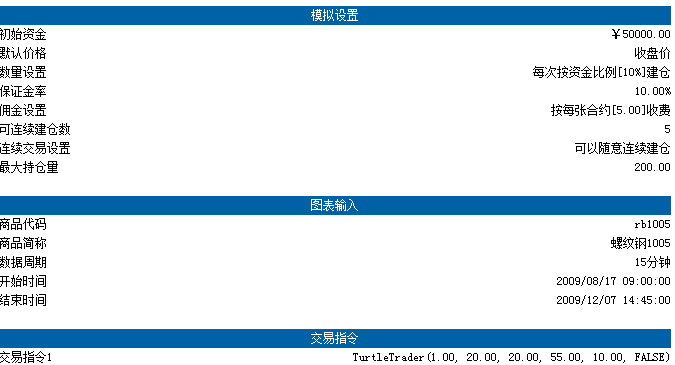 模拟设置
初始资金 ￥50000.00
默认价格 收盘价
数量设置 每次按资金比例[10%]建仓
保证金率 10.00%
佣金设置 按每张合约[5.00]收费
可连续建仓数 5
连续交易设置 可以随意连续建仓
最大持仓量 200.00
图表输入
商品代码 rb1005
商品简称 螺纹钢1005
数据周期 15分钟
开始时间 2009/08/17 09:00:00
结束时间 2009/12/07 14:45:00
交易指令
交易指令1 TurtleTrader(1.00, 20.00, 20.00, 55.00, 10.00, FALSE)